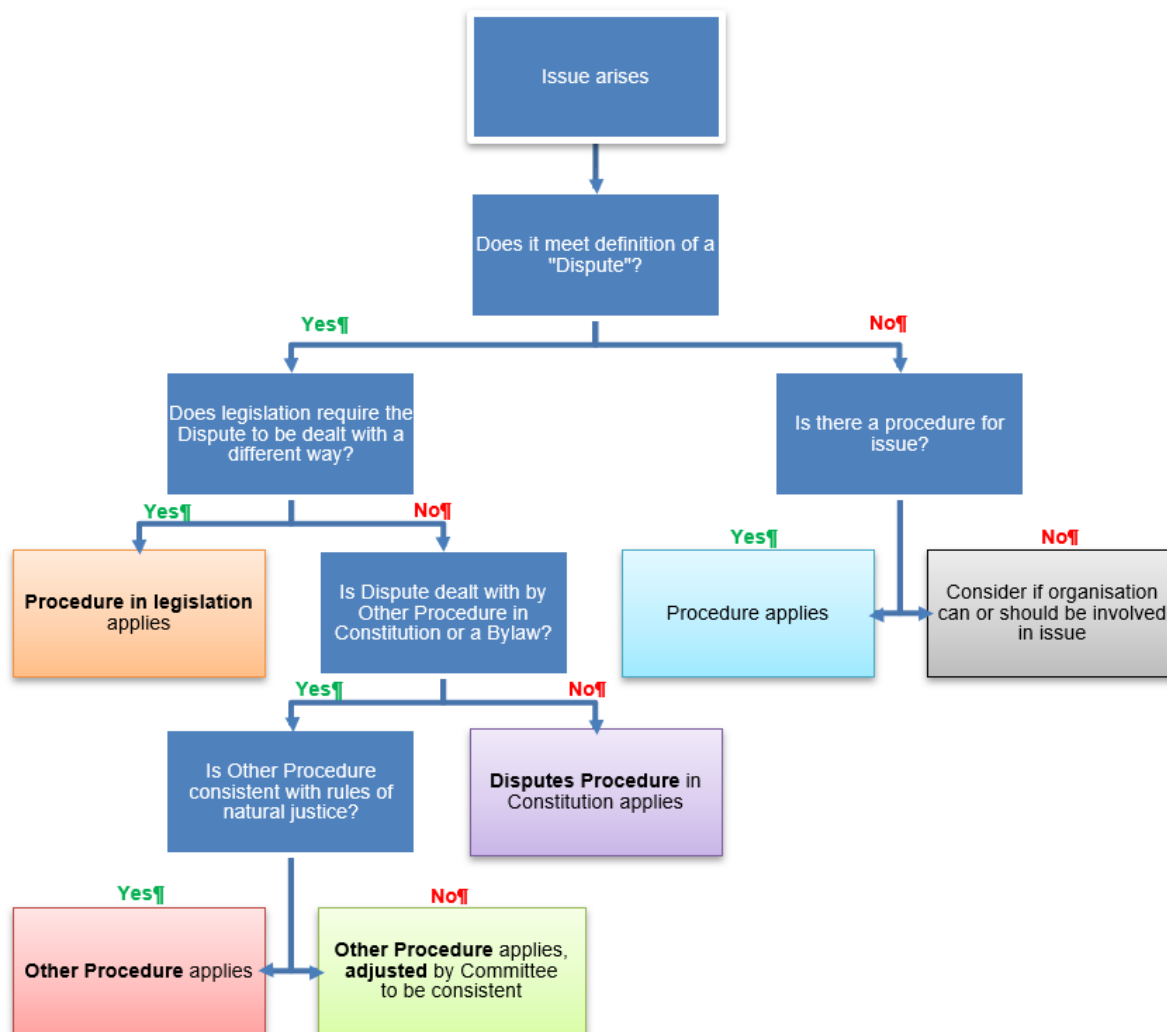 Issue arises
Does it meet definition of a
"Dispute"?
Yes¶
No¶
Does legislation require the
Dispute to be dealt with a
different way?
Is there a procedure for
issue?
Yes¶
No¶
Yes¶
No¶
Procedure in legislation
applies
Is Dispute dealt with by
Other Procedure in
Constitution or a Bylaw?
Procedure applies
Consider if organisation
can or should be involved
in issue
Yes¶
No¶
Is Other Procedure
consistent with rules of
natural justice?
Disputes Procedure in
Constitution applies
Yes¶
No¶
Other Procedure applies
Other Procedure applies,
adjusted by Committee
to be consistent